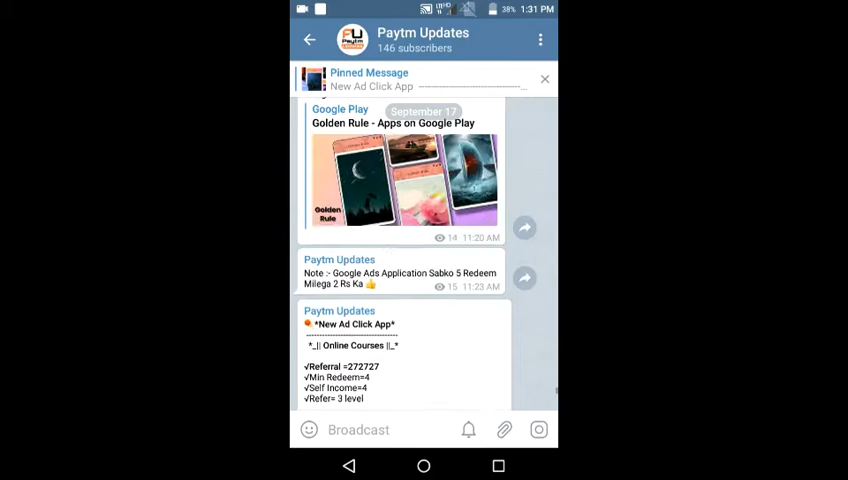 38% 1:31 PM
Paytm Updates
146 subscribers
Pinned Message
New Ad Click App ----------------------------...
September 17
Google Play
Golden Rule - Apps on Google Play
Golden
Rule
14 11:20 AM
Paytm Updates
Note :- Google Ads Application Sabko 5 Redeem
Milega 2 Rs Ka 👍
15 11:23 AM
Paytm Updates
*New Ad Click App*
--------------------------------
*_|| Online Courses ||_*
√Referral =272727
√Min Redeem=4
√Self Income=4
√Refer= 3 level
Broadcast